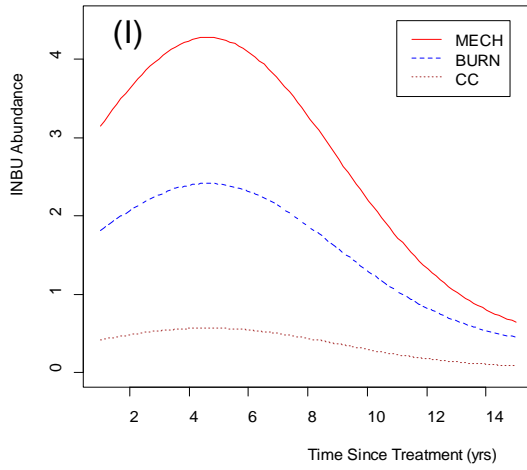 (I)
MECH
BURN
CC
INBU Abundance
4
3
2
1
0
2 4 6 8 10 12 14
Time Since Treatment (yrs)